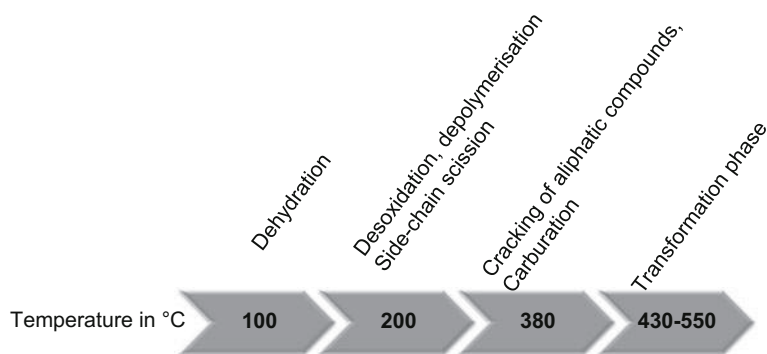 Dehydration
Desoxidation, depolymerisation
Side-chain scission
Cracking of aliphatic compounds,
Carburation
Transformation phase
Temperature in °C
100
200
380
430-550